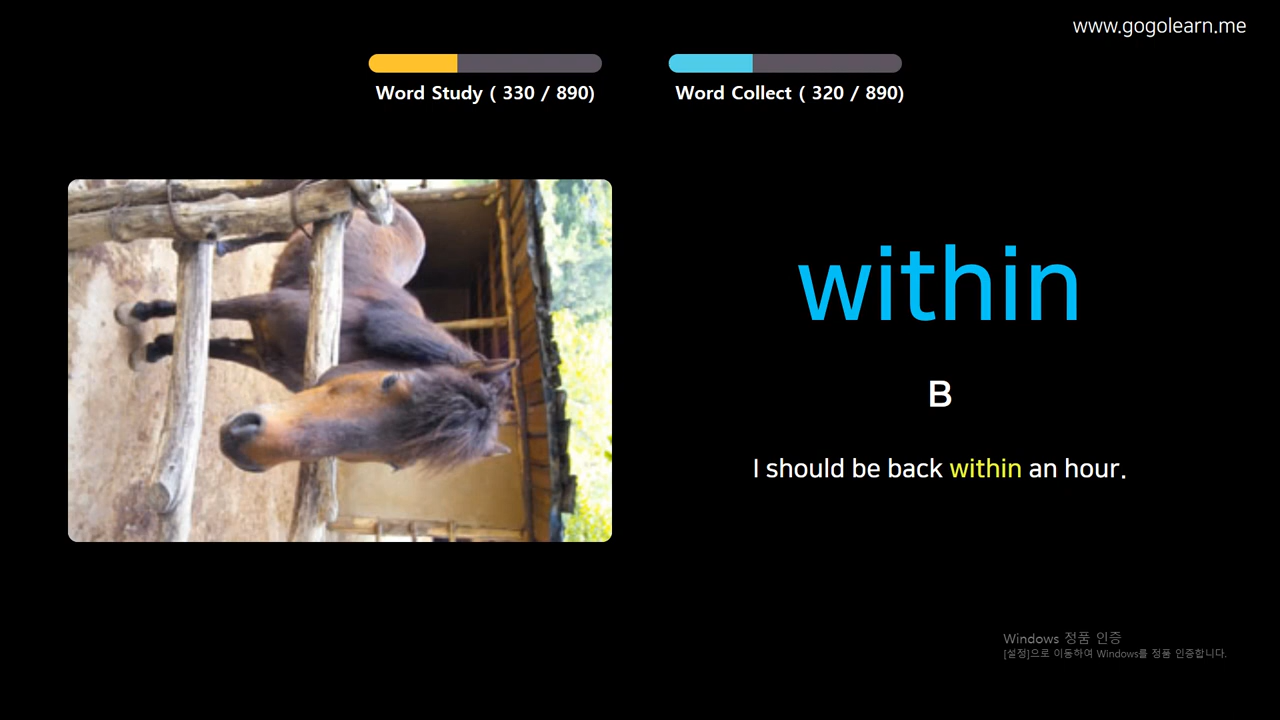 www.gogolearn.me
Word Study ( 330 / 890)
Word Collect ( 320 / 890)
within
B
I should be back within an hour.
Windows 정품 인증
[설정]으로 이동하여 Windows를 정품 인증합니다.